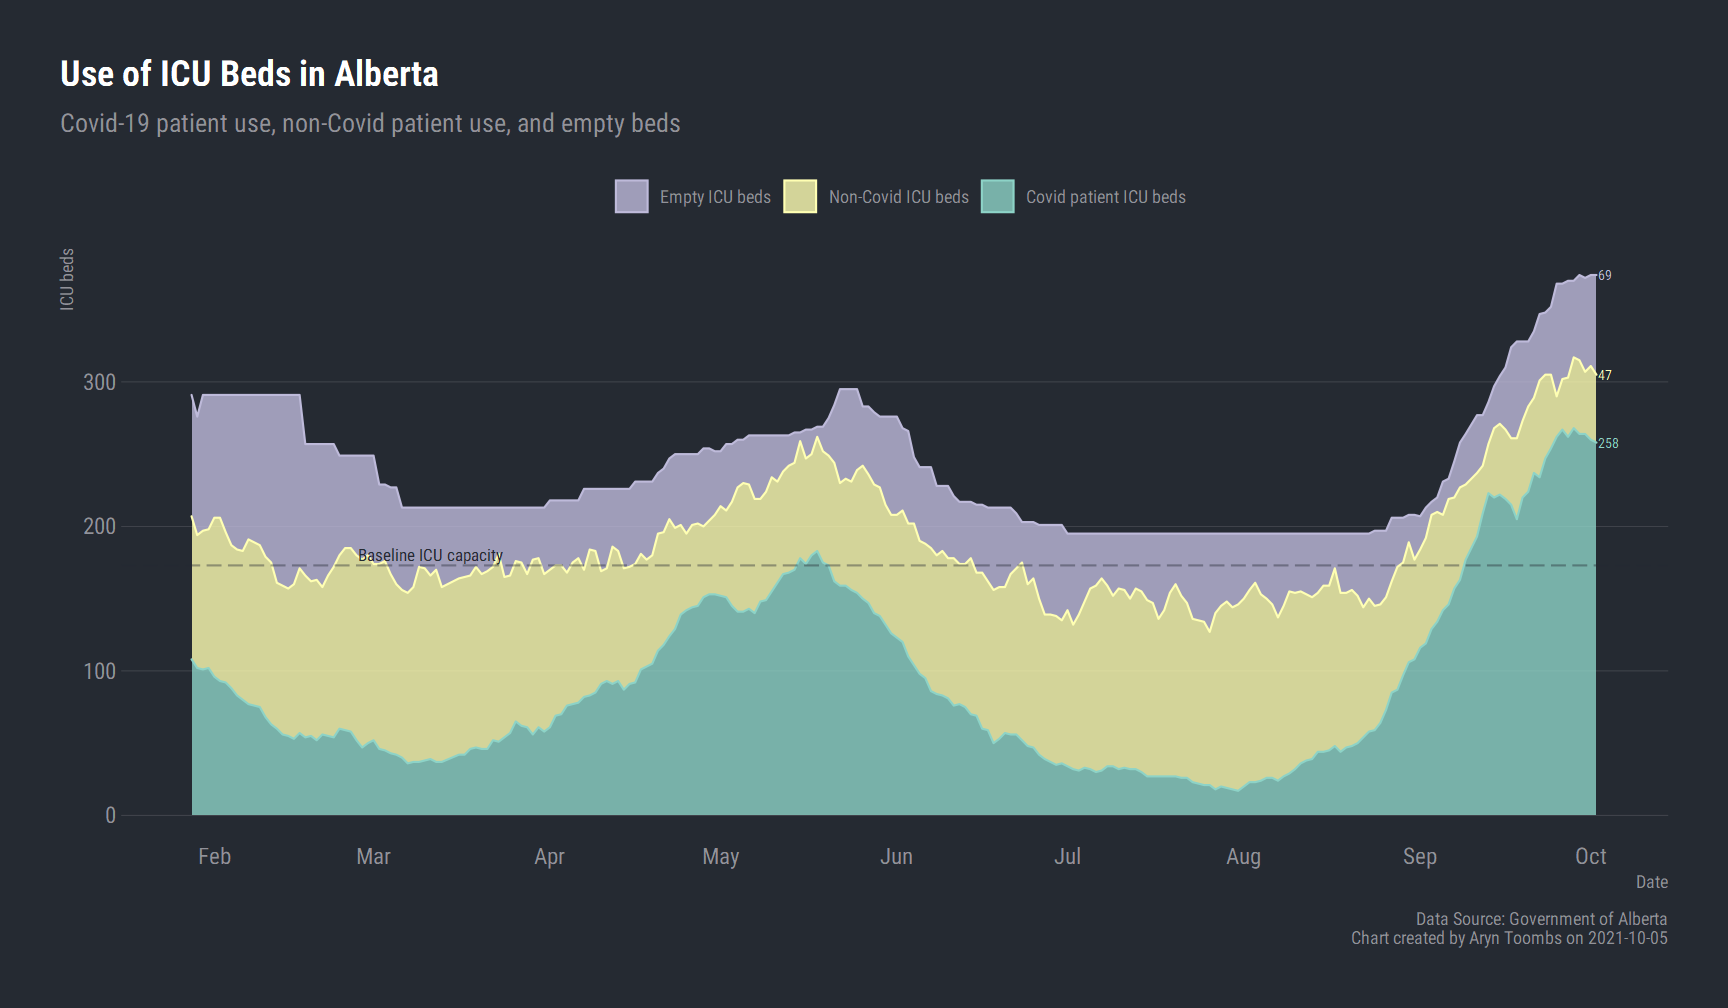 Use of ICU Beds in Alberta
Covid-19 patient use, non-Covid patient use, and empty beds
Empty ICU beds Non-Covid ICU beds Covid patient ICU beds
ICU beds
69
300
47
258
200
Baseline ICU capacity
100
0
Feb Mar Apr May Jun Jul Aug Sep Oct
Date
Data Source: Government of Alberta
Chart created by Aryn Toombs on 2021-10-05